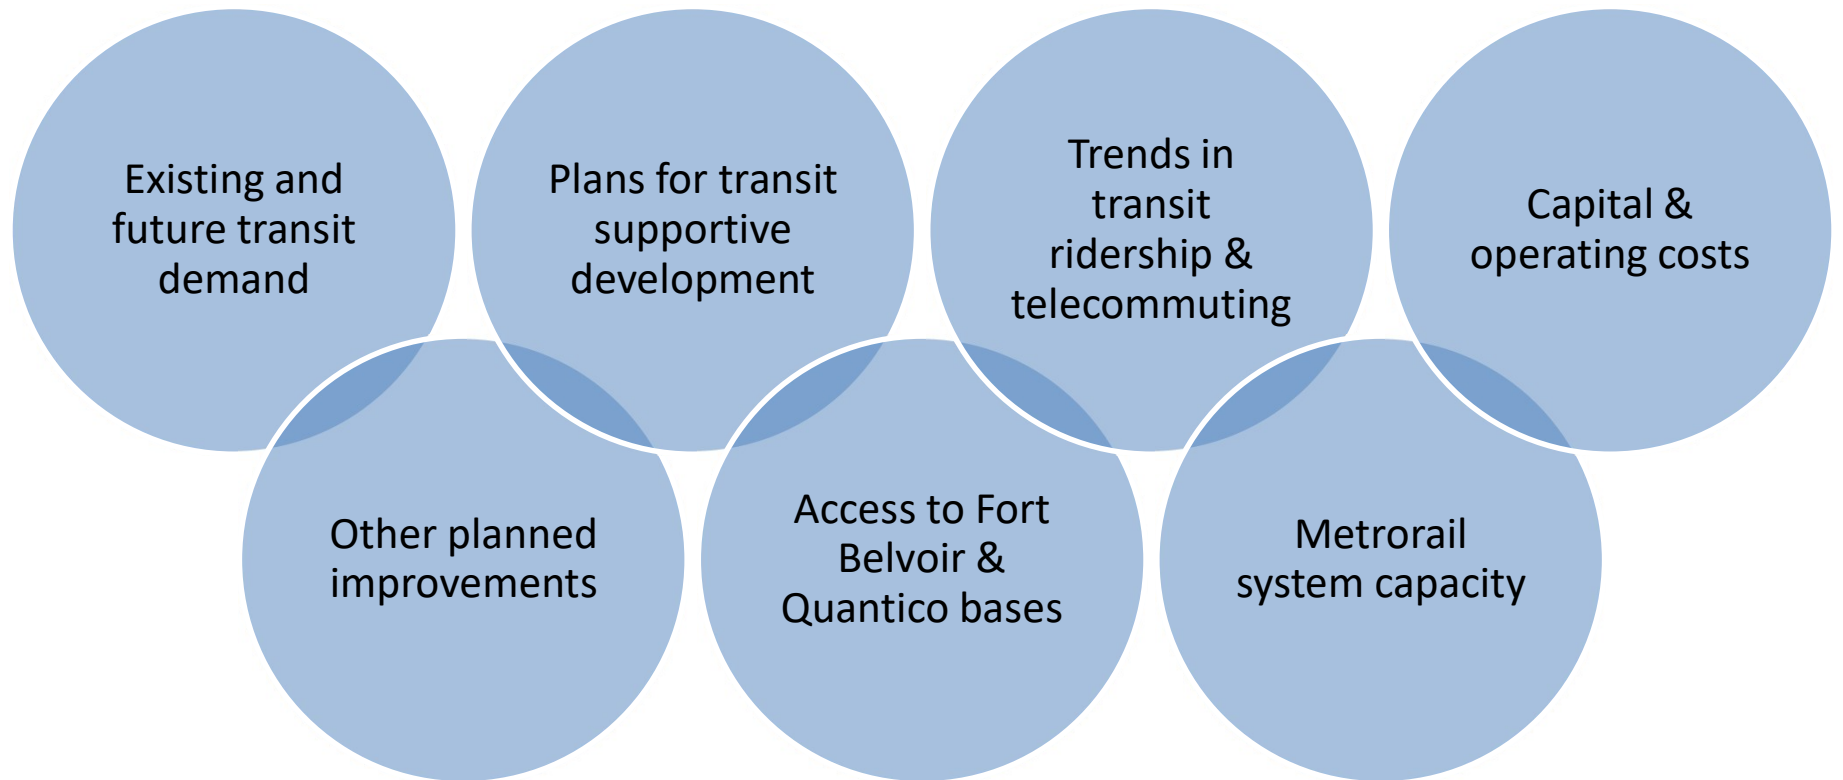 Existing and
future transit
demand
Plans for transit
supportive
development
Trends in
transit
ridership &
telecommuting
Capital &
operating costs
Other planned
improvements
Access to Fort
Belvoir &
Quantico bases
Metrorail
system capacity